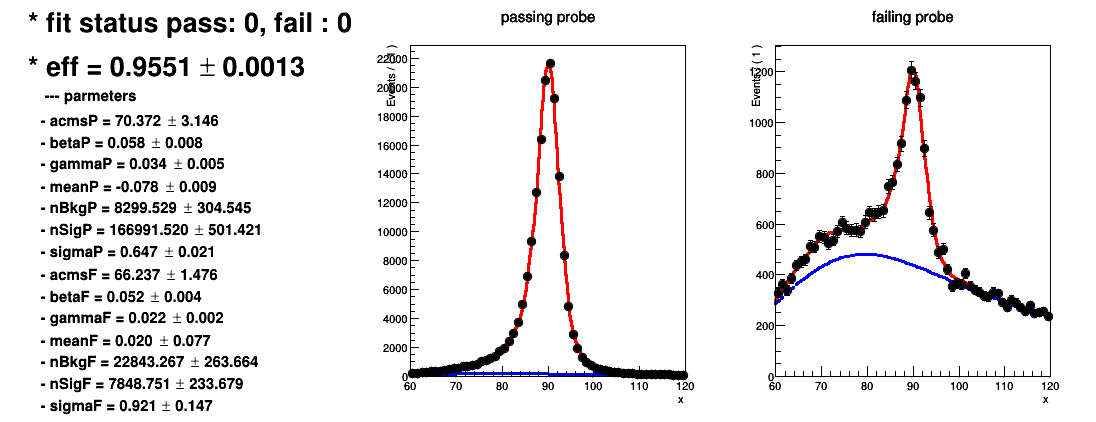 * fit status pass: 0, fail : 0
* eff = 0.9551 ± 0.0013
--- parmeters
- acmsP = 70.372 ± 3.146
- betaP = 0.058 ± 0.008
- gammaP = 0.034 ± 0.005
- meanP = -0.078 ± 0.009
- nBkgP = 8299.529 ± 304.545
- nSigP = 166991.520 ± 501.421
- sigmaP = 0.647 ± 0.021
- acmsF = 66.237 ± 1.476
- betaF = 0.052 ± 0.004
- gammaF = 0.022 ± 0.002
- meanF = 0.020 ± 0.077
- nBkgF = 22843.267 ± 263.664
- nSigF = 7848.751 ± 233.679
- sigmaF = 0.921 ± 0.147
passing probe
Events / ( 1 )
22000
20000
18000
16000
14000
12000
10000
8000
6000
4000
2000
0
60 70 80 90 100 110 120
x
failing probe
Events / ( 1 )
1200
1000
800
600
400
200
0
60 70 80 90 100 110 120
x